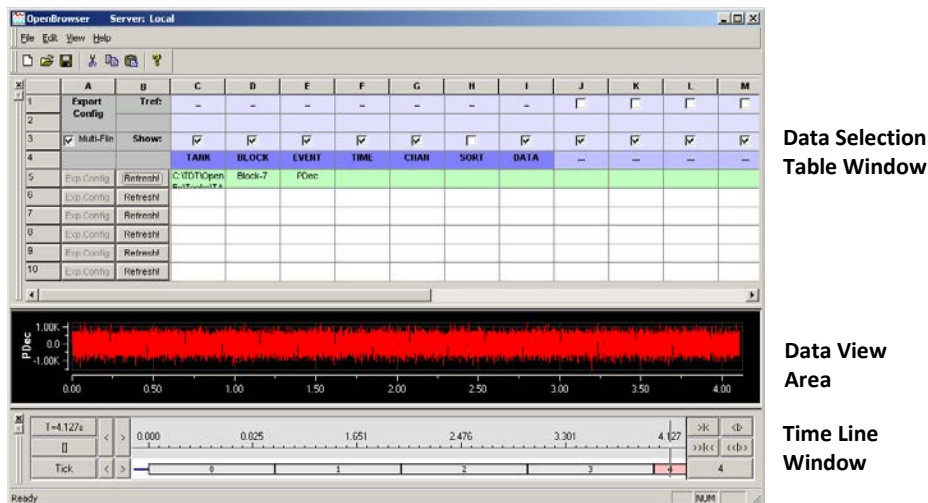 OpenBrowser Server: Local
File Edit View Help
A B C D E F G H I J K L M
1 Export Config Tref: -- -- -- -- -- -- --
2
3 Multi-File Show:
4 TANK BLOCK EVENT TIME CHAN SORT DATA ... ... ... ...
5 Exp.Config Refresh! C:\TDT\Open Block-7 PDec
6 Exp.Config Refresh!
7 Exp.Config Refresh!
8 Exp.Config Refresh!
9 Exp.Config Refresh!
10 Exp.Config Refresh!
Data Selection
Table Window
PDec
1.00K
0.0
-1.00K
0.00 0.50 1.00 1.50 2.00 2.50 3.00 3.50 4.00
Data View
Area
T=4.127s < > 0.000 0.825 1.651 2.476 3.301 4.127 >|< <|>
[] >>|<< <<|>>
Tick < > 0 1 2 3 4 4
Time Line
Window
Ready NUM